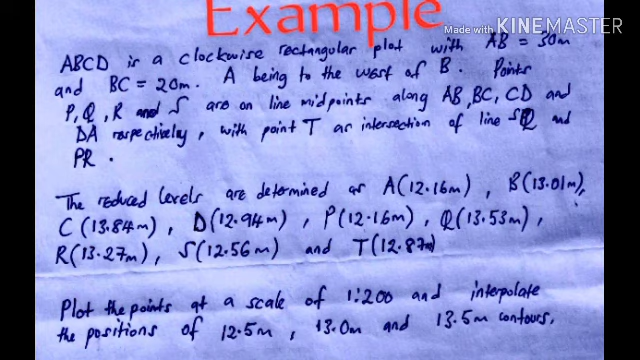 Example
Made with KINEMASTER
ABCD is a clockwise rectangular plot with AB = 30m
and BC = 20m. A being to the west of B. Points
P, Q, R and S are on line midpoints along AB, BC, CD and
DA respectively, with point T as intersection of line SQ and
PR.
The reduced levels are determined as A(12.16m), B(13.01m),
C(13.84m), D(12.94m), P(12.16m), Q(13.53m),
R(13.27m), S(12.56m) and T(12.87m)
Plot the points at a scale of 1:200 and interpolate
the positions of 12.5m, 13.0m and 13.5m contours.